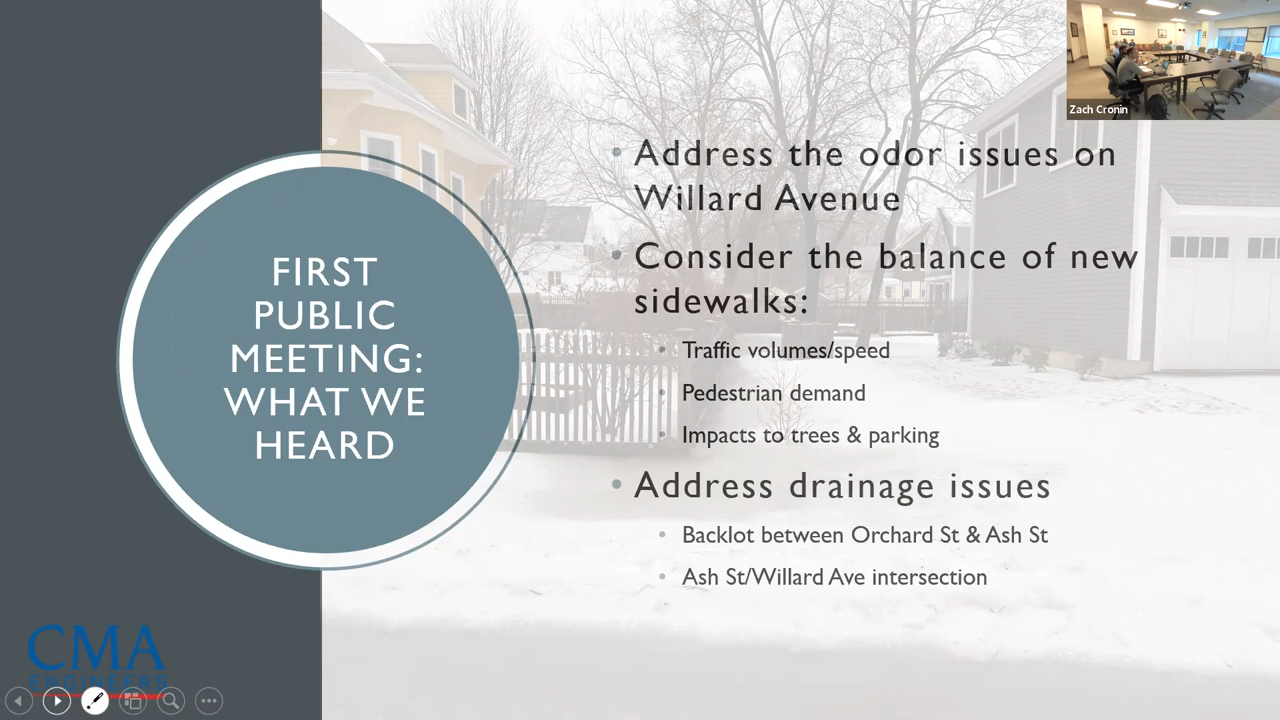 Zach Cronin
FIRST
PUBLIC
MEETING:
WHAT WE
HEARD
• Address the odor issues on
Willard Avenue
• Consider the balance of new
sidewalks:
• Traffic volumes/speed
• Pedestrian demand
• Impacts to trees & parking
• Address drainage issues
• Backlot between Orchard St & Ash St
• Ash St/Willard Ave intersection
CMA
ENGINEERS